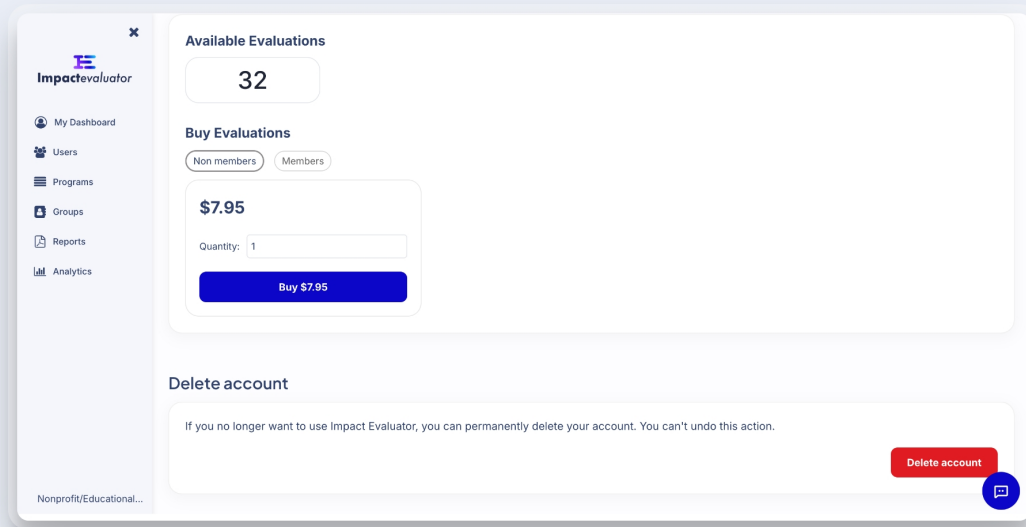 Impactevaluator
My Dashboard
Users
Programs
Groups
Reports
Analytics
Nonprofit/Educational...
Available Evaluations
32
Buy Evaluations
Non members
Members
$7.95
Quantity: 1
Buy $7.95
Delete account
If you no longer want to use Impact Evaluator, you can permanently delete your account. You can't undo this action.
Delete account